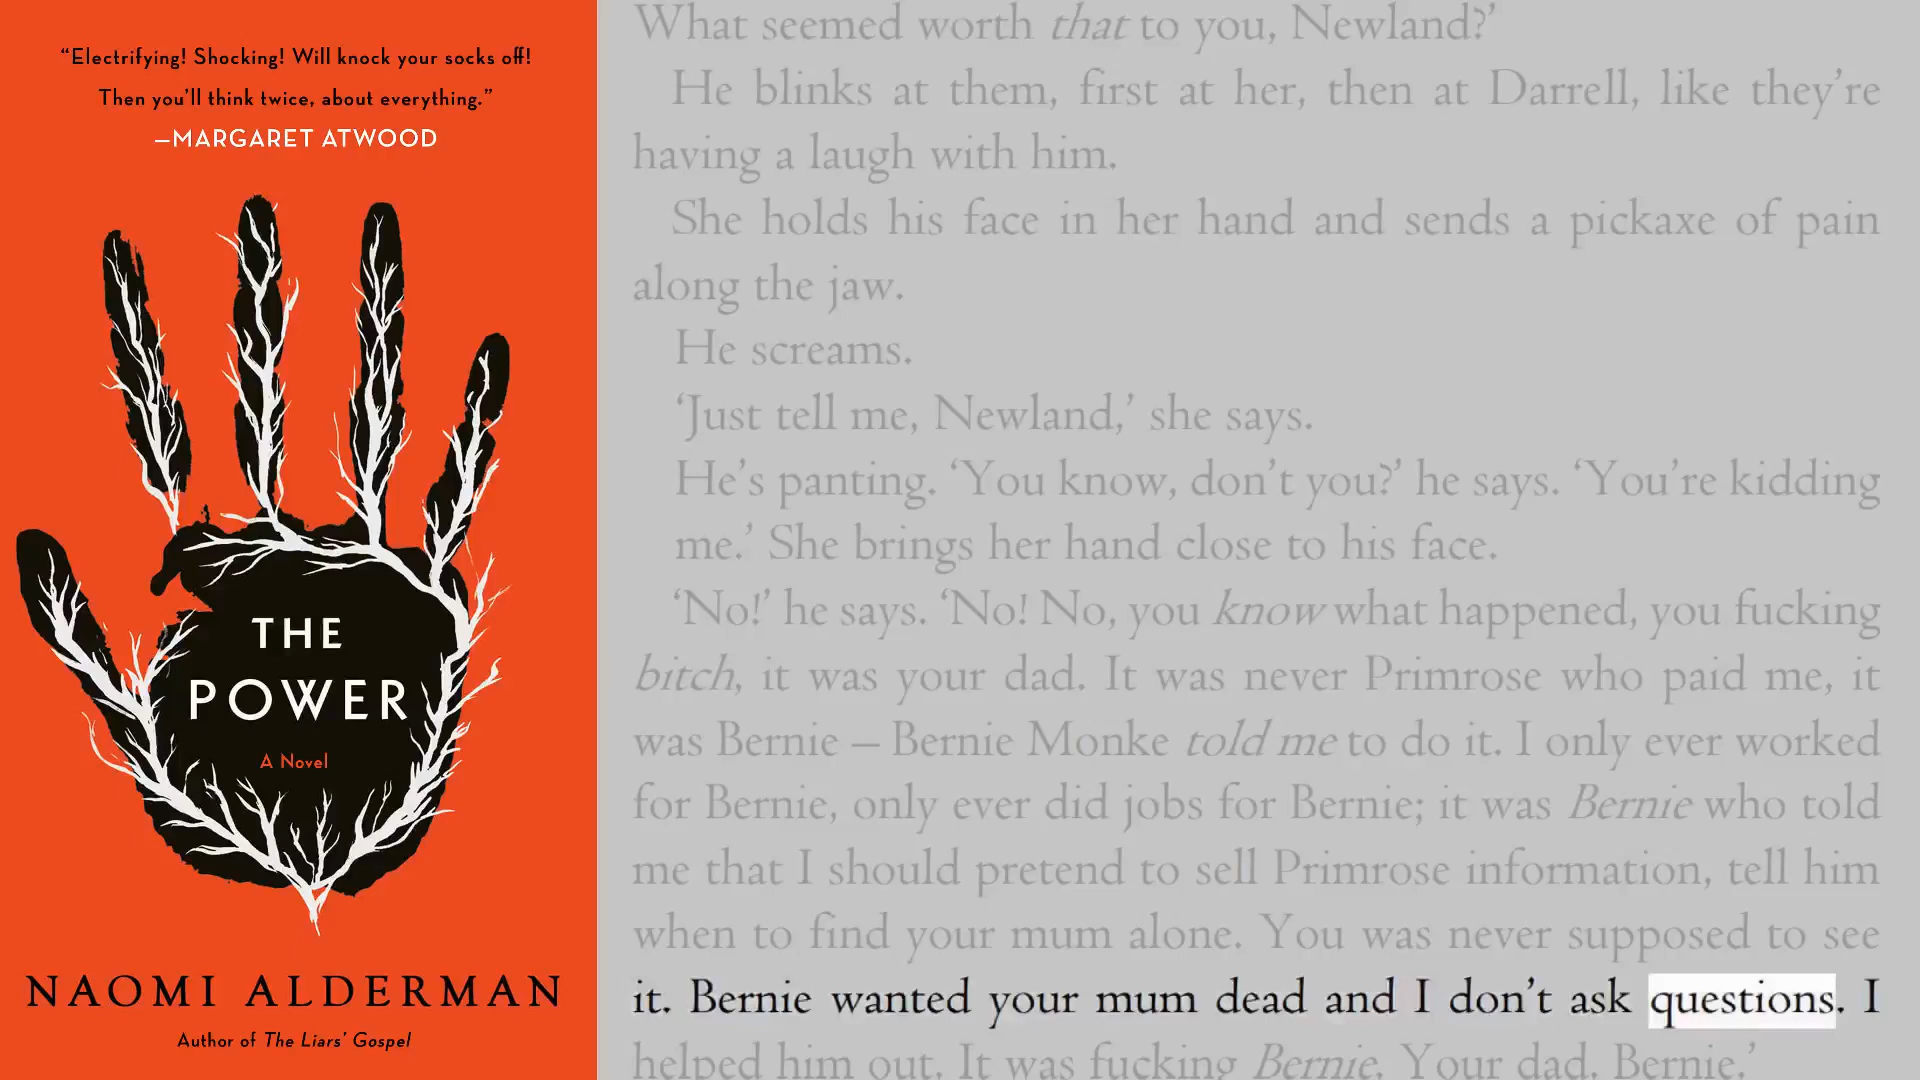 “Electrifying! Shocking! Will knock your socks off!
Then you’ll think twice, about everything.”
—MARGARET ATWOOD
THE
POWER
A Novel
NAOMI ALDERMAN
Author of The Liars’ Gospel
What seemed worth that to you, Newland?’
He blinks at them, first at her, then at Darrell, like they’re
having a laugh with him.
She holds his face in her hand and sends a pickaxe of pain
along the jaw.
He screams.
‘Just tell me, Newland,’ she says.
He’s panting. ‘You know, don’t you?’ he says. ‘You’re kidding
me.’ She brings her hand close to his face.
‘No!’ he says. ‘No! No, you know what happened, you fucking
bitch, it was your dad. It was never Primrose who paid me, it
was Bernie – Bernie Monke told me to do it. I only ever worked
for Bernie, only ever did jobs for Bernie; it was Bernie who told
me that I should pretend to sell Primrose information, tell him
when to find your mum alone. You was never supposed to see
it. Bernie wanted your mum dead and I don’t ask questions. I
helped him out. It was fucking Bernie. Your dad. Bernie.’